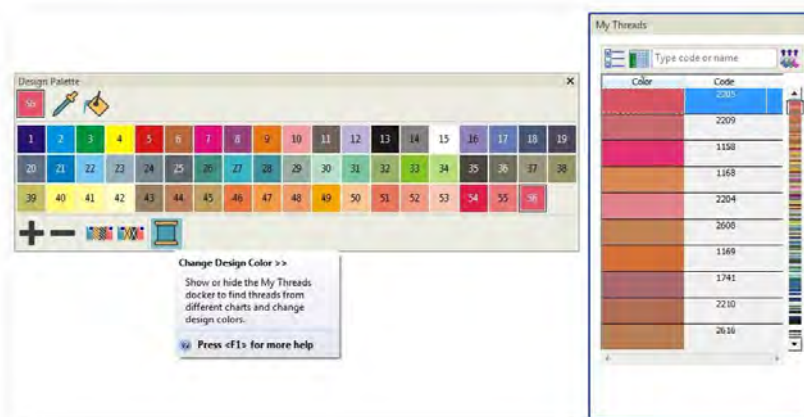 My Threads
Type code or name
Color Code
2205
2209
1158
1168
2204
2608
1169
1741
2210
2616
Design Palette
56
1 2 3 4 5 6 7 8 9 10 11 12 13 14 15 16 17 18 19
20 21 22 23 24 25 26 27 28 29 30 31 32 33 34 35 36 37 38
39 40 41 42 43 44 45 46 47 48 49 50 51 52 53 54 55 56
Change Design Color >>
Show or hide the My Threads
docker to find threads from
different charts and change
design colors.
Press <F1> for more help